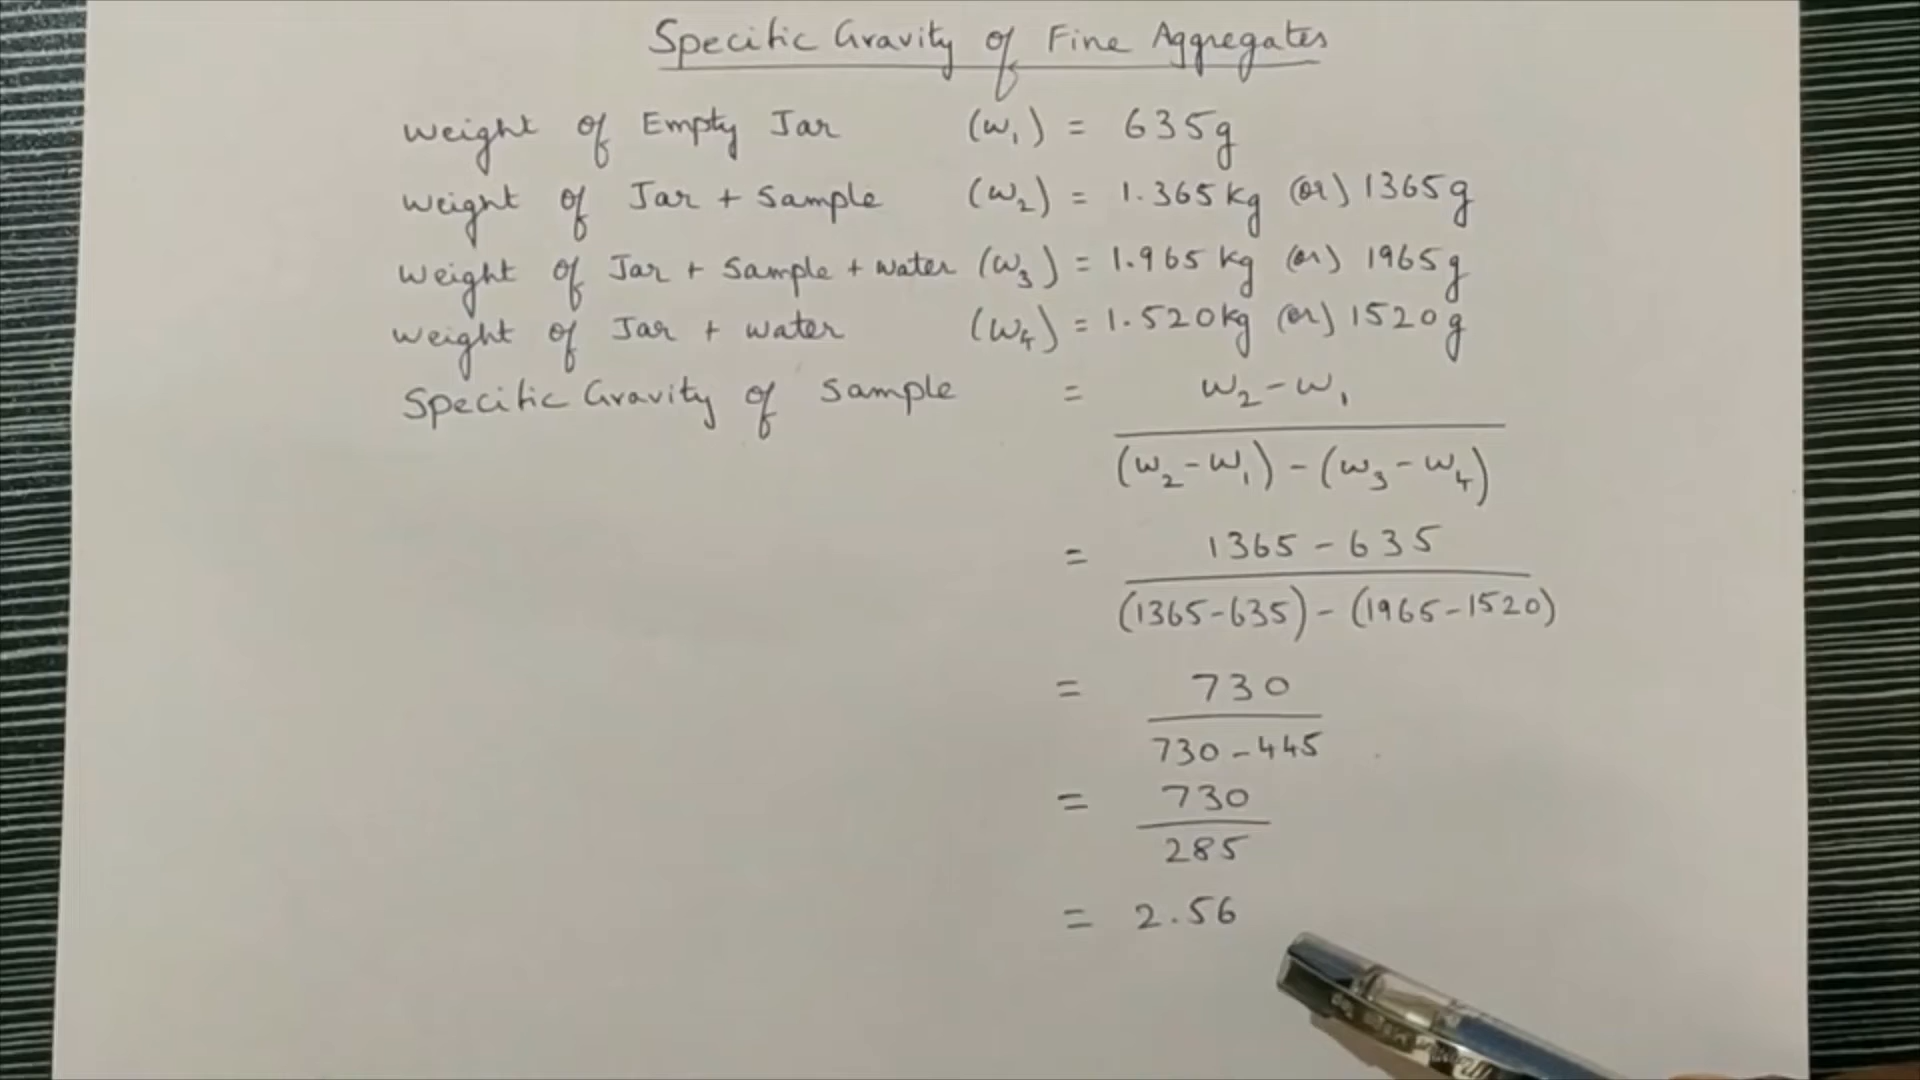 Specific Gravity of Fine Aggregates
Weight of Empty Jar (W₁) = 635g
Weight of Jar + Sample (W₂) = 1.365 kg (or) 1365g
Weight of Jar + Sample + Water (W₃) = 1.965 kg (or) 1965g
Weight of Jar + Water (W₄) = 1.520kg (or) 1520g
Specific Gravity of Sample = W₂ - W₁
(W₂ - W₁) - (W₃ - W₄)
= 1365 - 635
(1365-635) - (1965-1520)
= 730
730 - 445
= 730
285
= 2.56